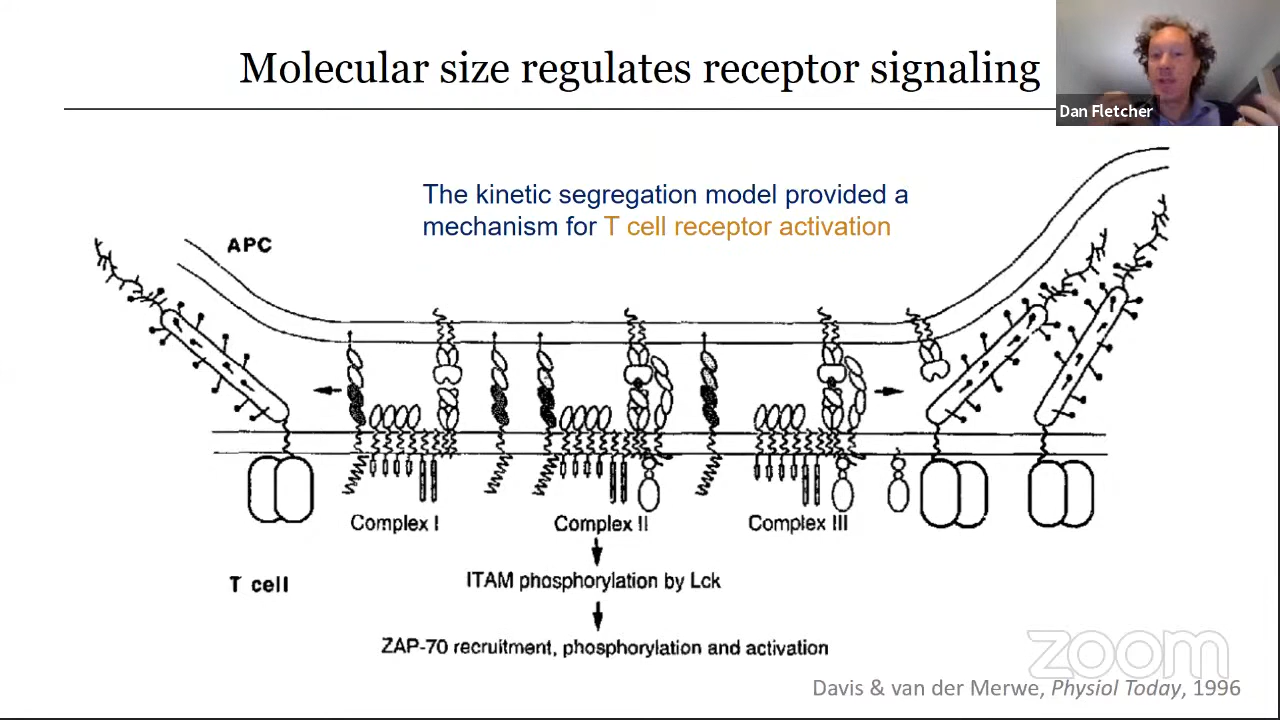 Molecular size regulates receptor signaling
Dan Fletcher
The kinetic segregation model provided a
mechanism for T cell receptor activation
APC
Complex I
Complex II
Complex III
ITAM phosphorylation by Lck
T cell
ZAP-70 recruitment, phosphorylation and activation
zoom
Davis & van der Merwe, Physiol Today, 1996